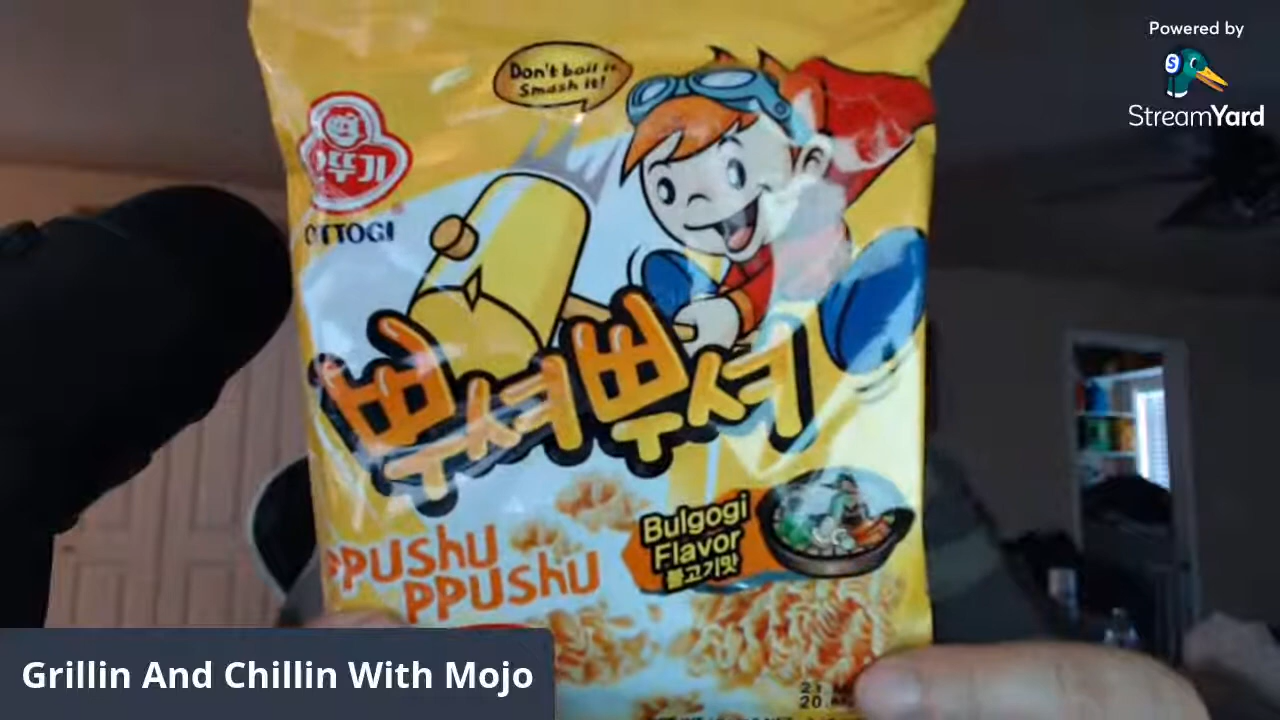 Powered by
S
StreamYard
Don't boil it.
Smash it!
오뚜기
OTTOGI
뿌셔뿌셔
PPUShU
PPUShU
Bulgogi
Flavor
불고기맛
Grillin And Chillin With Mojo